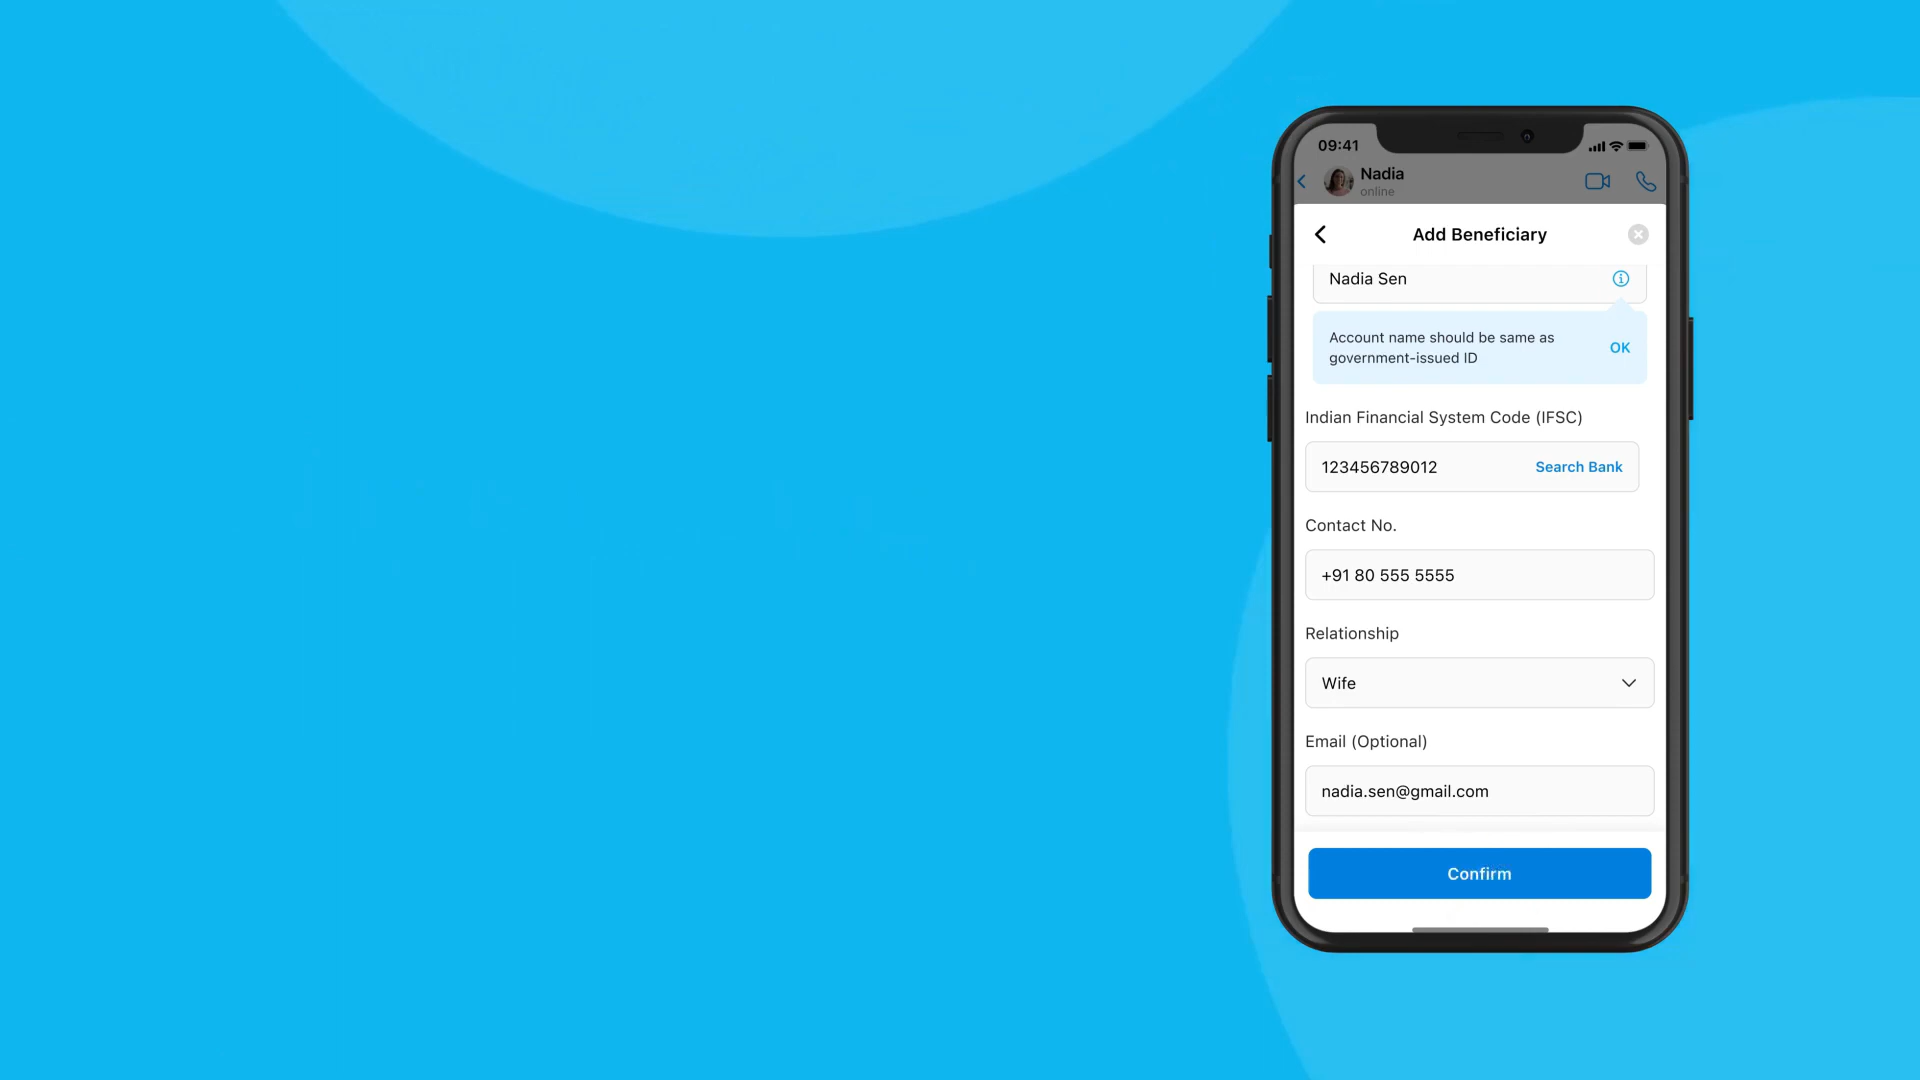 09:41
Nadia
online
Add Beneficiary
Nadia Sen
Account name should be same as
government-issued ID
OK
Indian Financial System Code (IFSC)
123456789012
Search Bank
Contact No.
+91 80 555 5555
Relationship
Wife
Email (Optional)
nadia.sen@gmail.com
Confirm